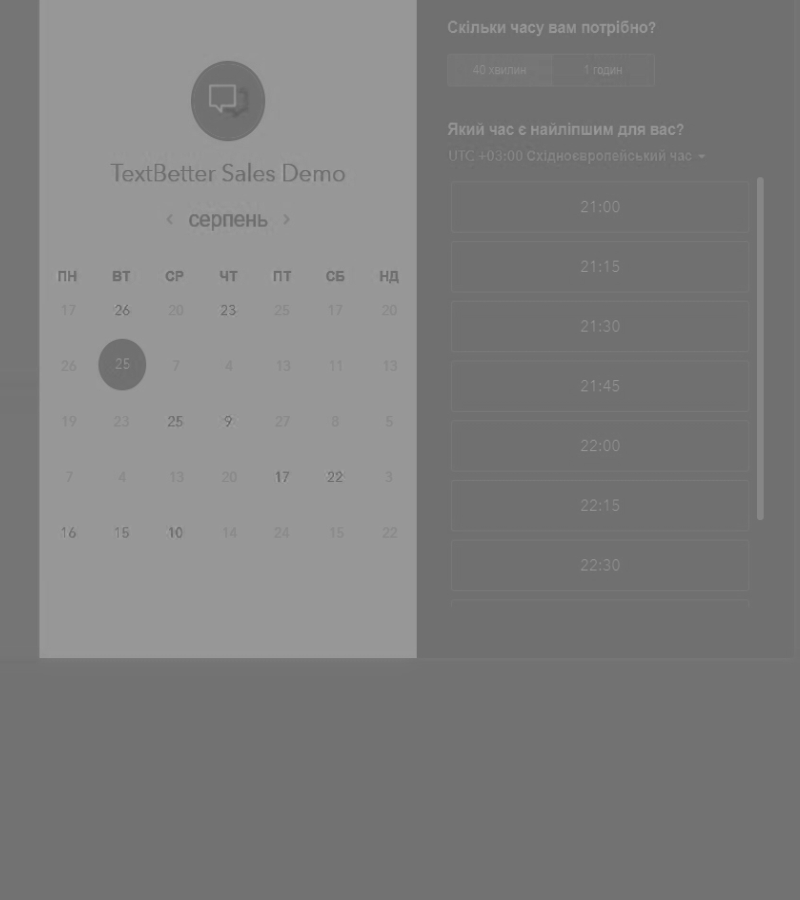 TextBetter Sales Demo
‹ серпень ›
ПН ВТ СР ЧТ ПТ СБ НД
17 26 20 23 25 17 20
26 25 7 4 13 11 13
19 23 25 9 27 8 5
7 4 13 20 17 22 3
16 15 10 14 24 15 22
Скільки часу вам потрібно?
40 хвилин 1 годин
Який час є найліпшим для вас?
UTC +03:00 Східноєвропейський час
21:00
21:15
21:30
21:45
22:00
22:15
22:30